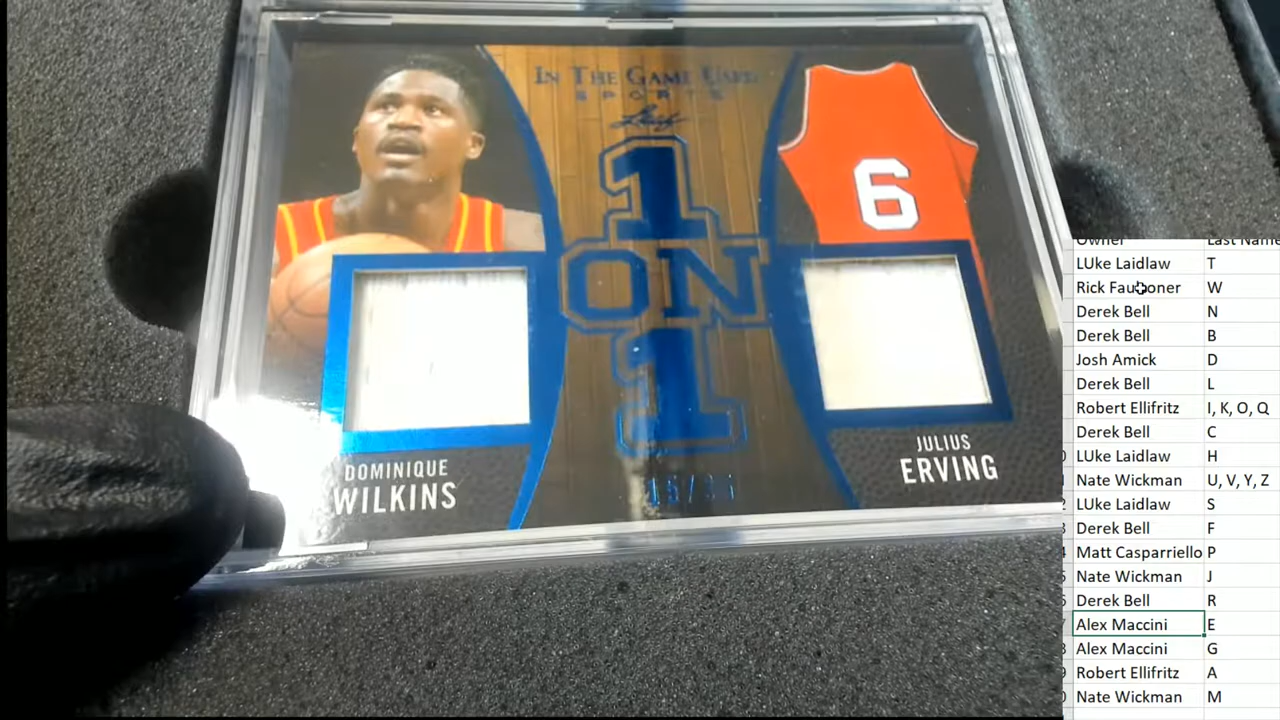 IN THE GAME USED
SPORTS
Leaf
1
ON
1
6
DOMINIQUE
WILKINS
JULIUS
ERVING
Owner Last Name
LUke Laidlaw T
Rick Faulkoner W
Derek Bell N
Derek Bell B
Josh Amick D
Derek Bell L
Robert Ellifritz I, K, O, Q
Derek Bell C
LUke Laidlaw H
Nate Wickman U, V, Y, Z
LUke Laidlaw S
Derek Bell F
Matt Casparriello P
Nate Wickman J
Derek Bell R
Alex Maccini E
Alex Maccini G
Robert Ellifritz A
Nate Wickman M